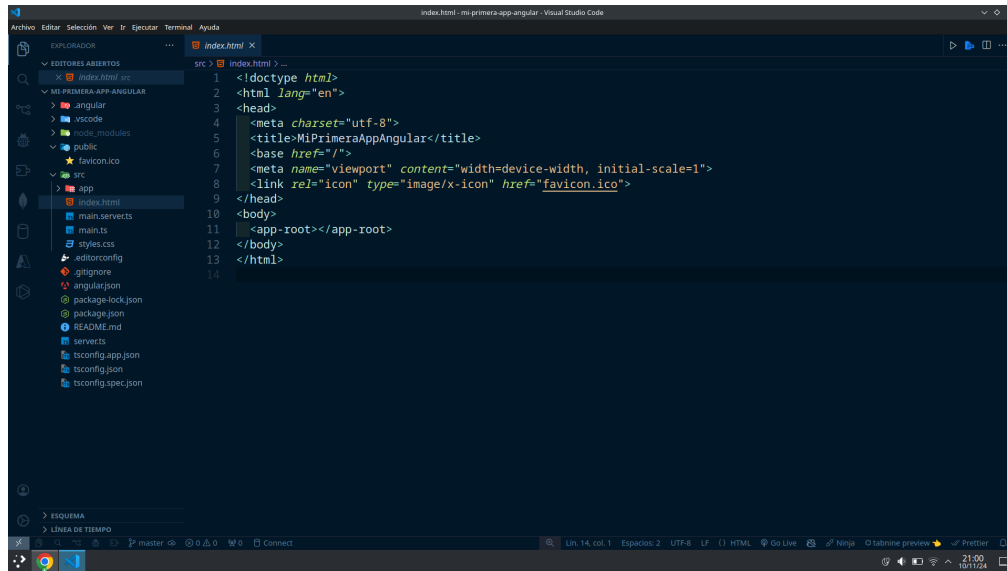 index.html - mi-primera-app-angular - Visual Studio Code
Archivo Editar Selección Ver Ir Ejecutar Terminal Ayuda
EXPLORADOR
index.html
EDITORES ABIERTOS
index.html src
MI-PRIMERA-APP-ANGULAR
.angular
.vscode
node_modules
public
favicon.ico
src
app
index.html
main.server.ts
main.ts
styles.css
.editorconfig
.gitignore
angular.json
package-lock.json
package.json
README.md
server.ts
tsconfig.app.json
tsconfig.json
tsconfig.spec.json
ESQUEMA
LÍNEA DE TIEMPO
src > index.html > ...
1 <!doctype html>
2 <html lang="en">
3 <head>
4 <meta charset="utf-8">
5 <title>MiPrimeraAppAngular</title>
6 <base href="/">
7 <meta name="viewport" content="width=device-width, initial-scale=1">
8 <link rel="icon" type="image/x-icon" href="favicon.ico">
9 </head>
10 <body>
11 <app-root></app-root>
12 </body>
13 </html>
14
master 0 0 0 Connect
Lín. 14, col. 1 Espacios: 2 UTF-8 LF {} HTML Go Live Ninja tabnine preview Prettier
21:00
10/11/24